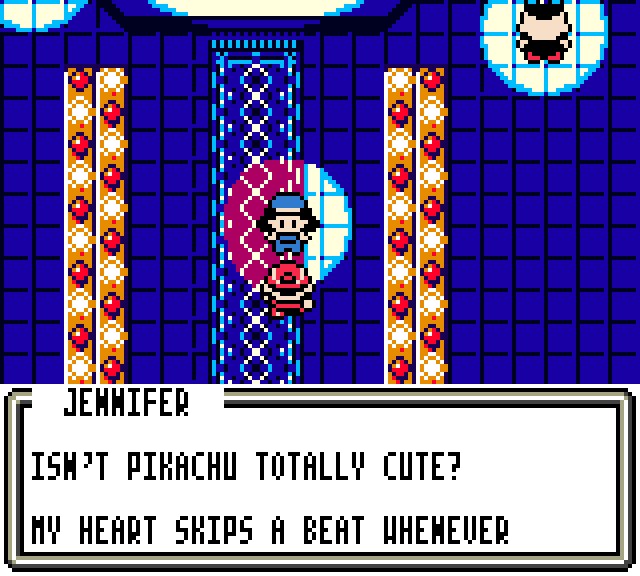 JENNIFER
ISN'T PIKACHU TOTALLY CUTE?
MY HEART SKIPS A BEAT WHENEVER